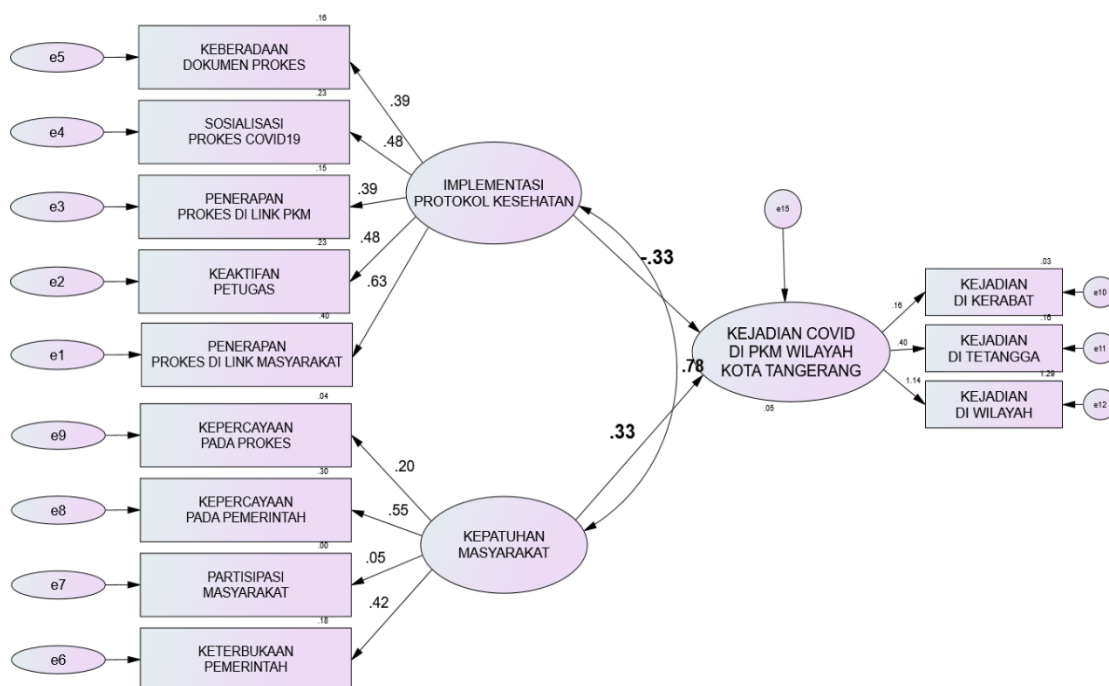 .16
e5
KEBERADAAN
DOKUMEN PROKES
.39
.23
e4
SOSIALISASI
PROKES COVID19
.48
.15
e3
PENERAPAN
PROKES DI LINK PKM
.39
.23
e2
KEAKTIFAN
PETUGAS
.48
.40
e1
PENERAPAN
PROKES DI LINK MASYARAKAT
.63
IMPLEMENTASI
PROTOKOL KESEHATAN
.04
e9
KEPERCAYAAN
PADA PROKES
.20
.30
e8
KEPERCAYAAN
PADA PEMERINTAH
.55
.00
e7
PARTISIPASI
MASYARAKAT
.05
.18
e6
KETERBUKAAN
PEMERINTAH
.42
KEPATUHAN
MASYARAKAT
-.33
.78
.33
e15
KEJADIAN COVID
DI PKM WILAYAH
KOTA TANGERANG
.05
.16
.03
KEJADIAN
DI KERABAT
e10
.40
.16
KEJADIAN
DI TETANGGA
e11
1.14
1.29
KEJADIAN
DI WILAYAH
e12